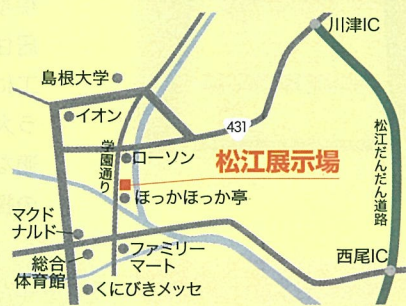 川津IC
島根大学
イオン
431
松江だんだん道路
学園通り
ローソン
松江展示場
ほっかほっか亭
マクド
ナルド
ファミリー
マート
総合
体育館
西尾IC
くにびきメッセ